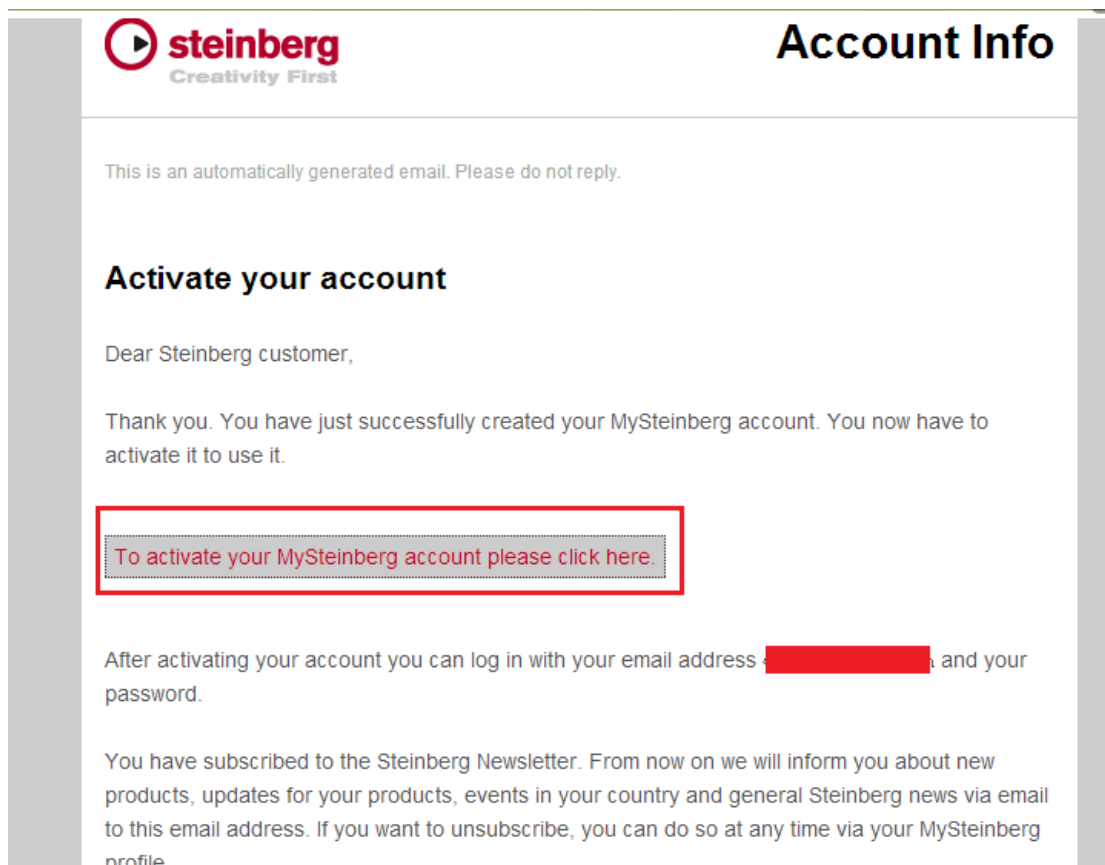 steinberg
Creativity First
Account Info
This is an automatically generated email. Please do not reply.
Activate your account
Dear Steinberg customer,
Thank you. You have just successfully created your MySteinberg account. You now have to
activate it to use it.
To activate your MySteinberg account please click here.
After activating your account you can log in with your email address and your
password.
You have subscribed to the Steinberg Newsletter. From now on we will inform you about new
products, updates for your products, events in your country and general Steinberg news via email
to this email address. If you want to unsubscribe, you can do so at any time via your MySteinberg
profile